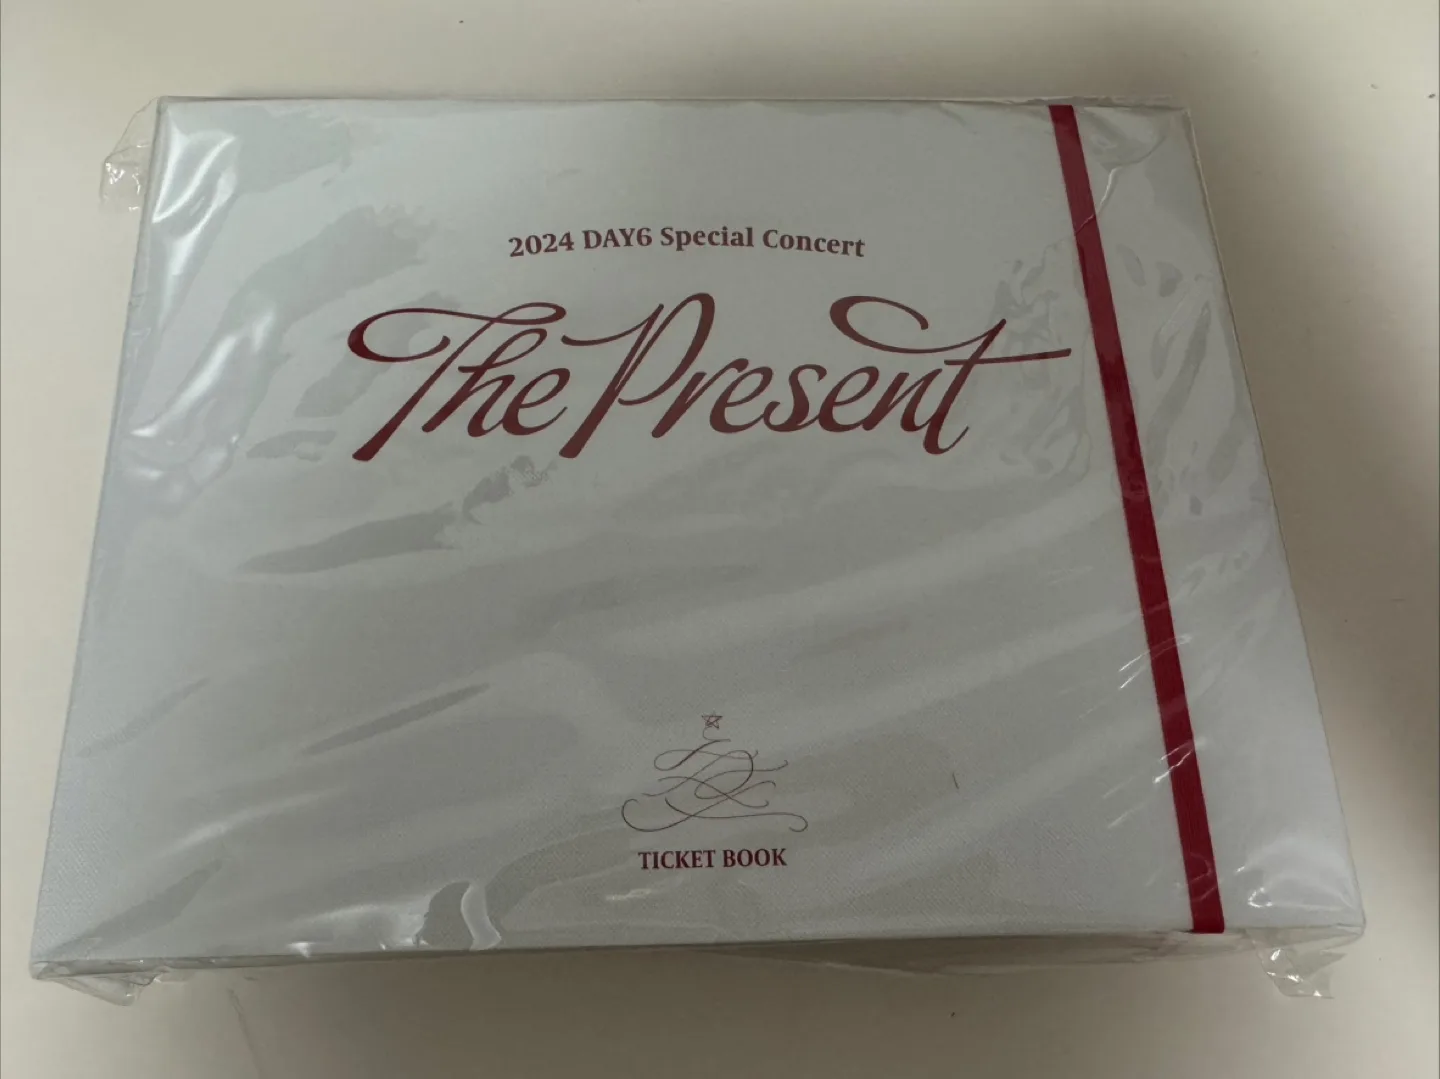 2024 DAY6 Special Concert
The Present
TICKET BOOK